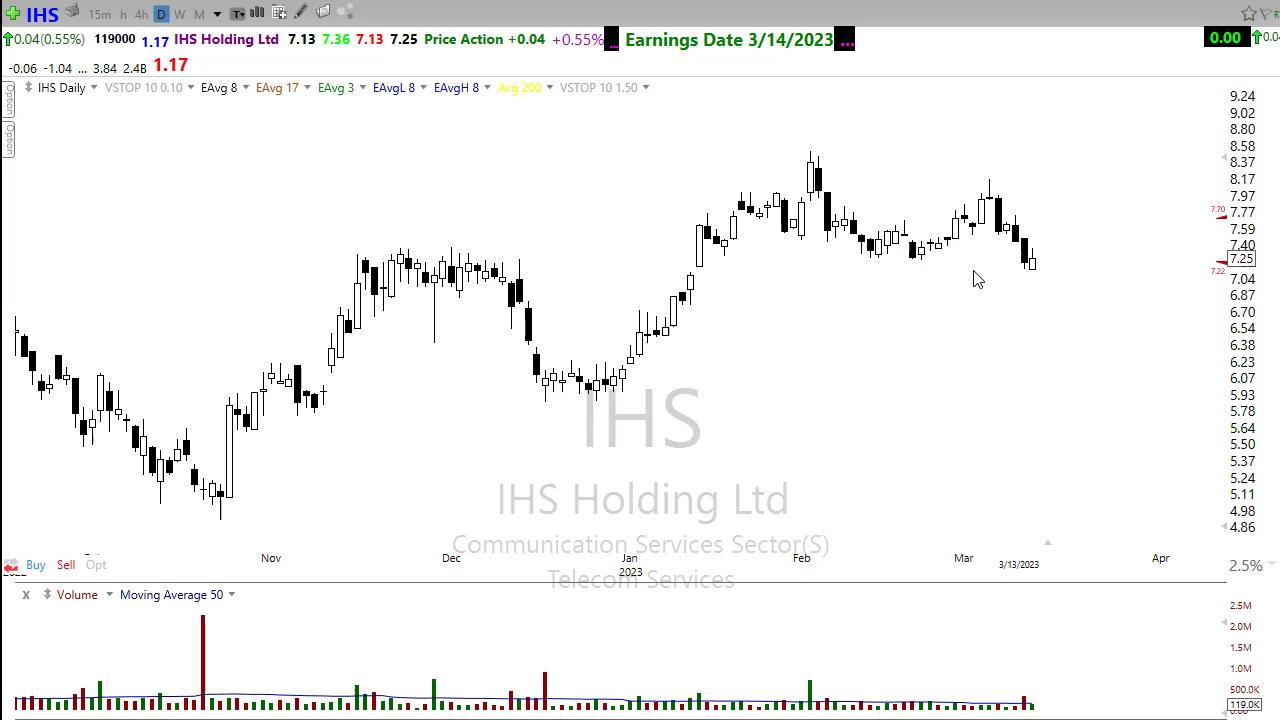 IHS 15m h 4h D W M T
0.04(0.55%) 119000 1.17 IHS Holding Ltd 7.13 7.36 7.13 7.25 Price Action +0.04 +0.55% ... Earnings Date 3/14/2023 ... 0.00
-0.06 -1.04 ... 3.84 2.4B 1.17
Option
Option
IHS Daily VSTOP 10 0.10 EAvg 8 EAvg 17 EAvg 3 EAvgL 8 EAvgH 8 Avg 200 VSTOP 10 1.50
9.24
9.02
8.80
8.58
8.37
8.17
7.97
7.70
7.77
7.59
7.40
7.25
7.22
7.04
6.87
6.70
6.54
6.38
6.23
6.07
5.93
5.78
5.64
5.50
5.37
5.24
5.11
4.98
4.86
IHS
IHS Holding Ltd
Communication Services Sector(S)
Telecom Services
Nov Dec Jan Feb Mar Apr
2023 3/13/2023
Buy Sell Opt 2.5%
x Volume Moving Average 50
2.5M
2.0M
1.5M
1.0M
500.0K
119.0K